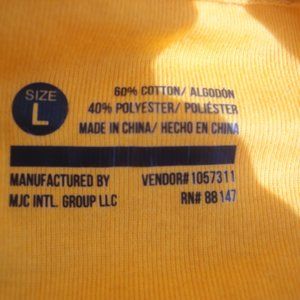 SIZE
L
60% COTTON/ ALGODÓN
40% POLYESTER/ POLIÉSTER
MADE IN CHINA/ HECHO EN CHINA
MANUFACTURED BY
MJC INTL. GROUP LLC
VENDOR# 1057311
RN# 88147